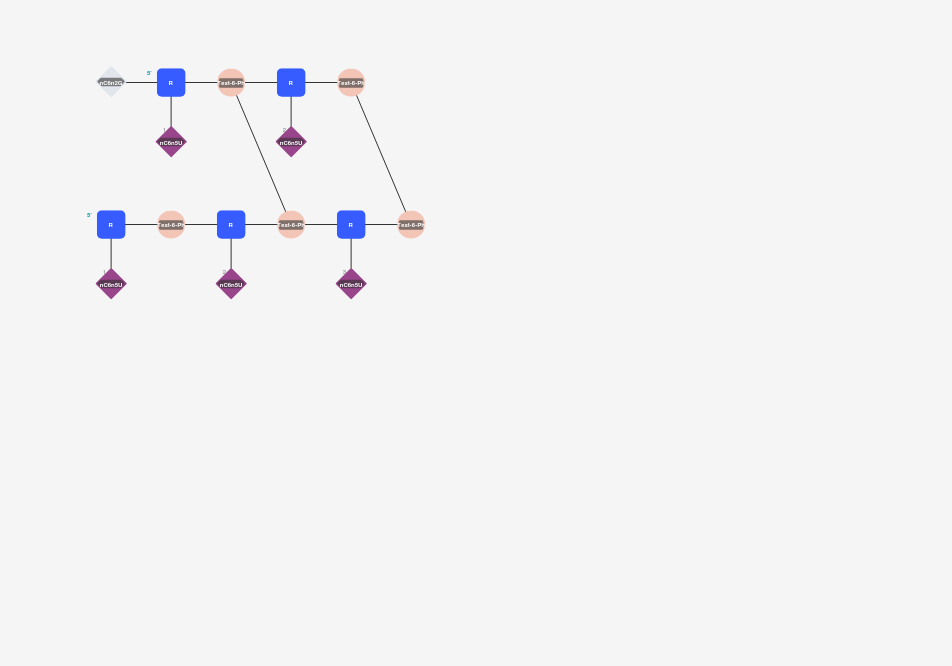 5'
nC6n2G R Test-6-Ph R Test-6-Ph
1 2
nC6n5U nC6n5U
5'
R Test-6-Ph R Test-6-Ph R Test-6-Ph
1 2 3
nC6n5U nC6n5U nC6n5U